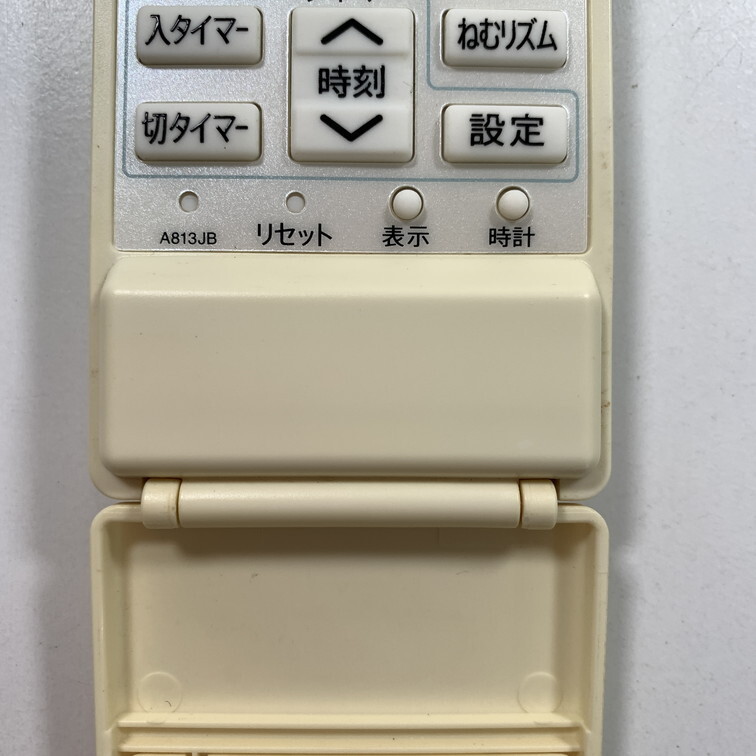 入タイマー
時刻
ねむリズム
切タイマー
設定
A813JB
リセット
表示
時計